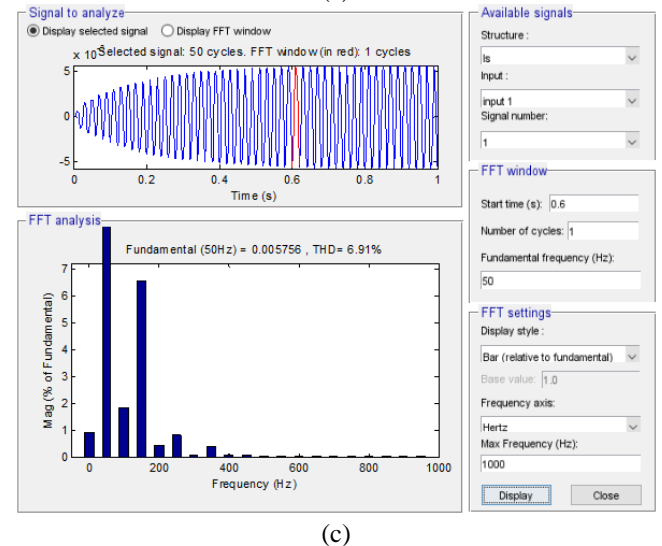 Signal to analyze
Display selected signal Display FFT window
x 10-3 Selected signal: 50 cycles. FFT window (in red): 1 cycles
5
0
-5
0 0.2 0.4 0.6 0.8 1
Time (s)
FFT analysis
Fundamental (50Hz) = 0.005756 , THD= 6.91%
7
6
5
4
3
2
1
0
Mag (% of Fundamental)
0 200 400 600 800 1000
Frequency (Hz)
Available signals
Structure :
Is
Input :
input 1
Signal number:
1
FFT window
Start time (s): 0.6
Number of cycles: 1
Fundamental frequency (Hz):
50
FFT settings
Display style :
Bar (relative to fundamental)
Base value: 1.0
Frequency axis:
Hertz
Max Frequency (Hz):
1000
Display Close
(c)